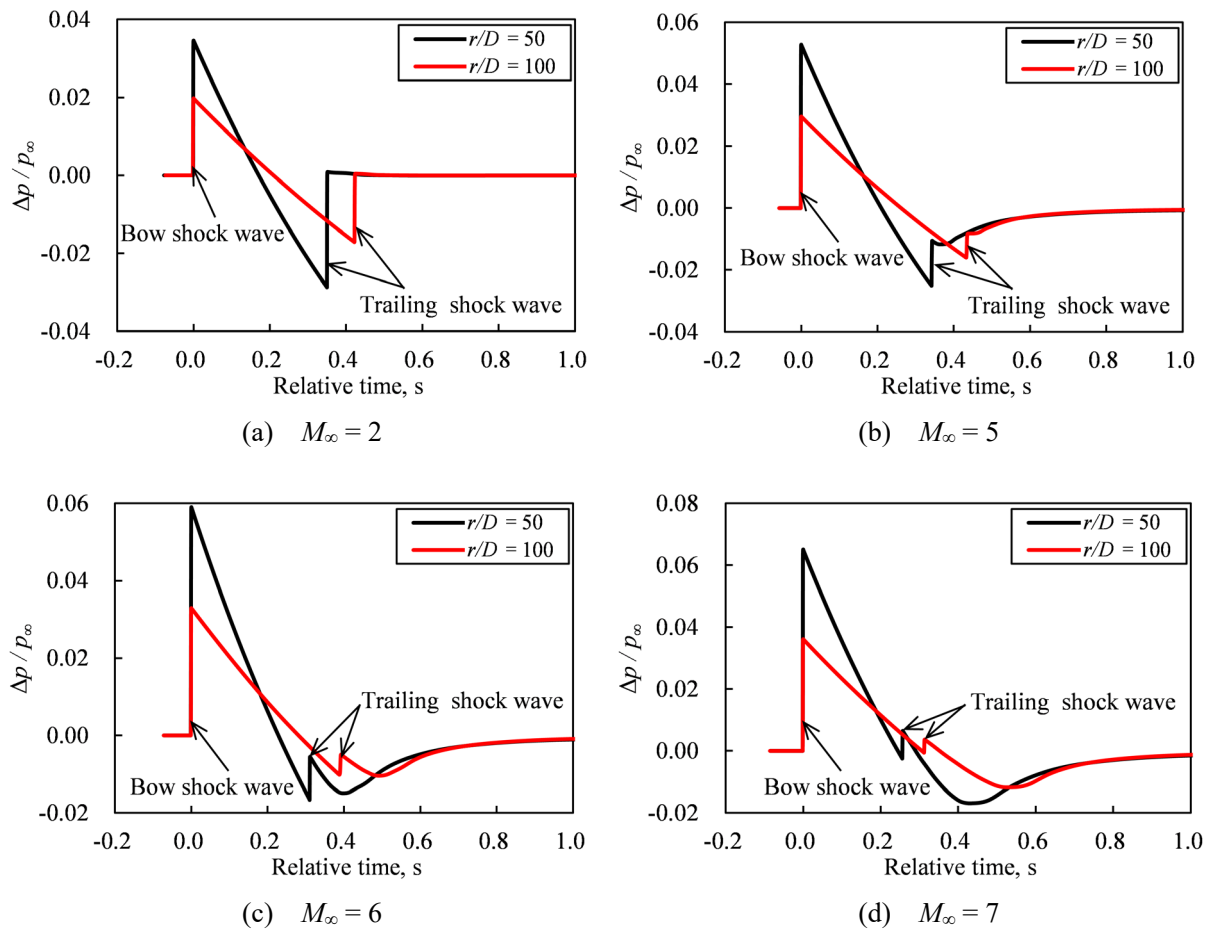 0.04
r/D = 50
r/D = 100
0.02
Δp / p∞
0.00
Bow shock wave
-0.02
Trailing shock wave
-0.04
-0.2 0.0 0.2 0.4 0.6 0.8 1.0
Relative time, s
(a) M∞ = 2
0.06
r/D = 50
r/D = 100
0.04
Δp / p∞
0.02
0.00
Bow shock wave
-0.02
Trailing shock wave
-0.04
-0.2 0.0 0.2 0.4 0.6 0.8 1.0
Relative time, s
(b) M∞ = 5
0.06
r/D = 50
r/D = 100
0.04
Δp / p∞
0.02
Trailing shock wave
0.00
Bow shock wave
-0.02
-0.2 0.0 0.2 0.4 0.6 0.8 1.0
Relative time, s
(c) M∞ = 6
0.08
r/D = 50
r/D = 100
0.06
0.04
Δp / p∞
0.02
Trailing shock wave
0.00
Bow shock wave
-0.02
-0.2 0.0 0.2 0.4 0.6 0.8 1.0
Relative time, s
(d) M∞ = 7